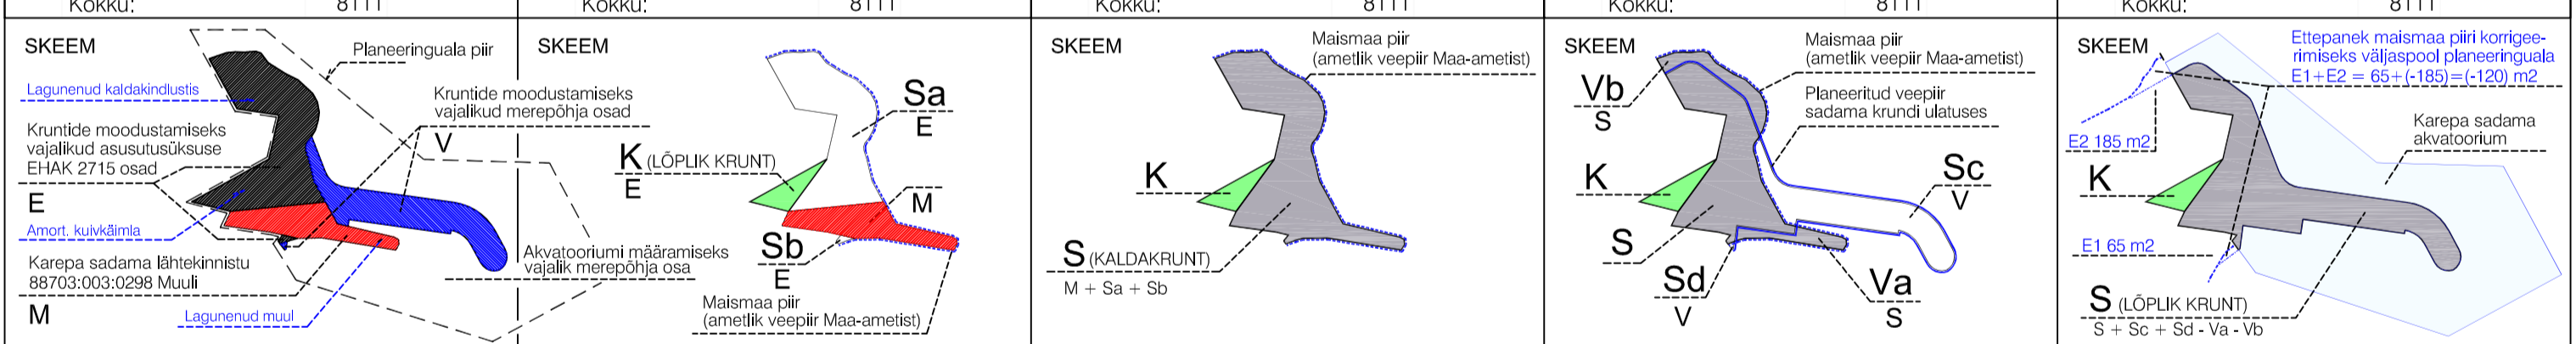 Kokku: 8111
Kokku: 8111
Kokku: 8111
Kokku: 8111
Kokku: 8111
SKEEM
Planeeringuala piir
Lagunenud kaldakindlustis
Kruntide moodustamiseks
vajalikud merepõhja osad
V
Kruntide moodustamiseks
vajalikud asusutusüksuse
EHAK 2715 osad
E
Amort. kuivkäimla
Karepa sadama lähtekinnistu
88703:003:0298 Muuli
M
Lagunenud muul
Akvatooriumi määramiseks
vajalik merepõhja osa
SKEEM
Sa
E
K (LÕPLIK KRUNT)
E
M
Sb
E
Maismaa piir
(ametlik veepiir Maa-ametist)
SKEEM
Maismaa piir
(ametlik veepiir Maa-ametist)
K
S (KALDAKRUNT)
M + Sa + Sb
SKEEM
Maismaa piir
(ametlik veepiir Maa-ametist)
Vb
S
Planeeritud veepiir
sadama krundi ulatuses
K
Sc
V
S
Sd
V
Va
S
SKEEM
Ettepanek maismaa piiri korrigee-
rimiseks väljaspool planeeringuala
E1+E2 = 65+(-185)=(-120) m2
Karepa sadama
akvatoorium
E2 185 m2
K
E1 65 m2
S (LÕPLIK KRUNT)
S + Sc + Sd - Va - Vb